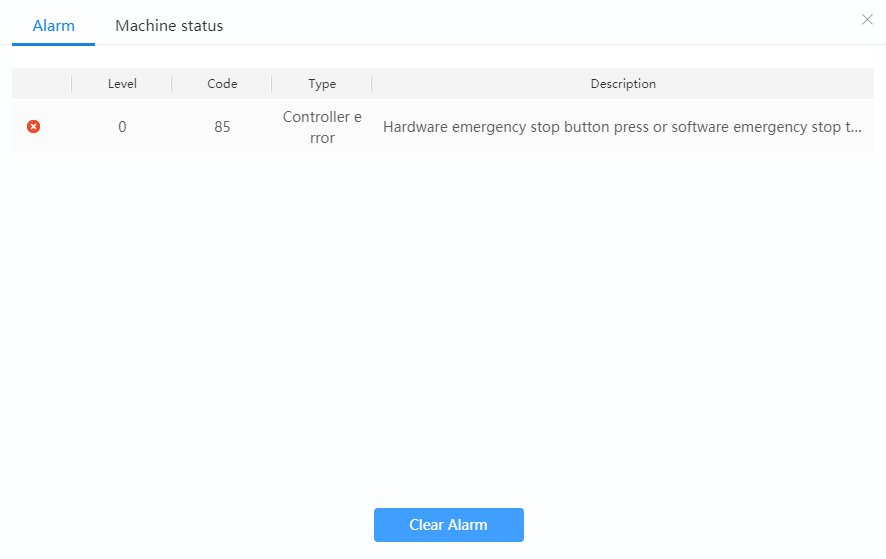 Alarm Machine status
Level Code Type Description
0 85 Controller e
rror Hardware emergency stop button press or software emergency stop t...
Clear Alarm